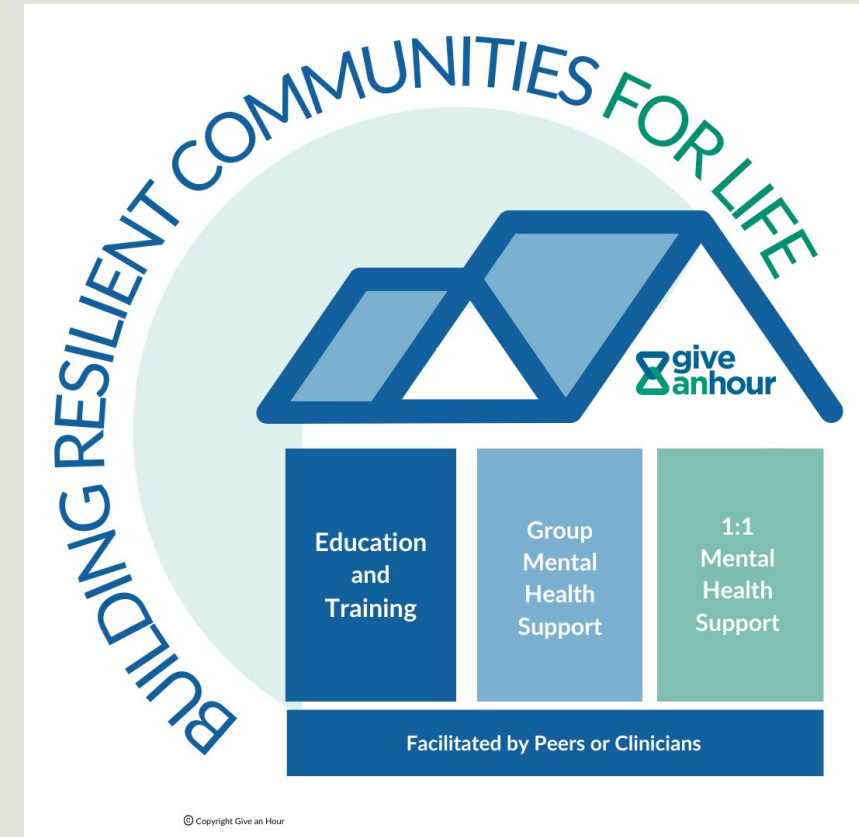 BUILDING RESILIENT COMMUNITIES FOR LIFE
give
anhour
Education
and
Training
Group
Mental
Health
Support
1:1
Mental
Health
Support
Facilitated by Peers or Clinicians
© Copyright Give an Hour